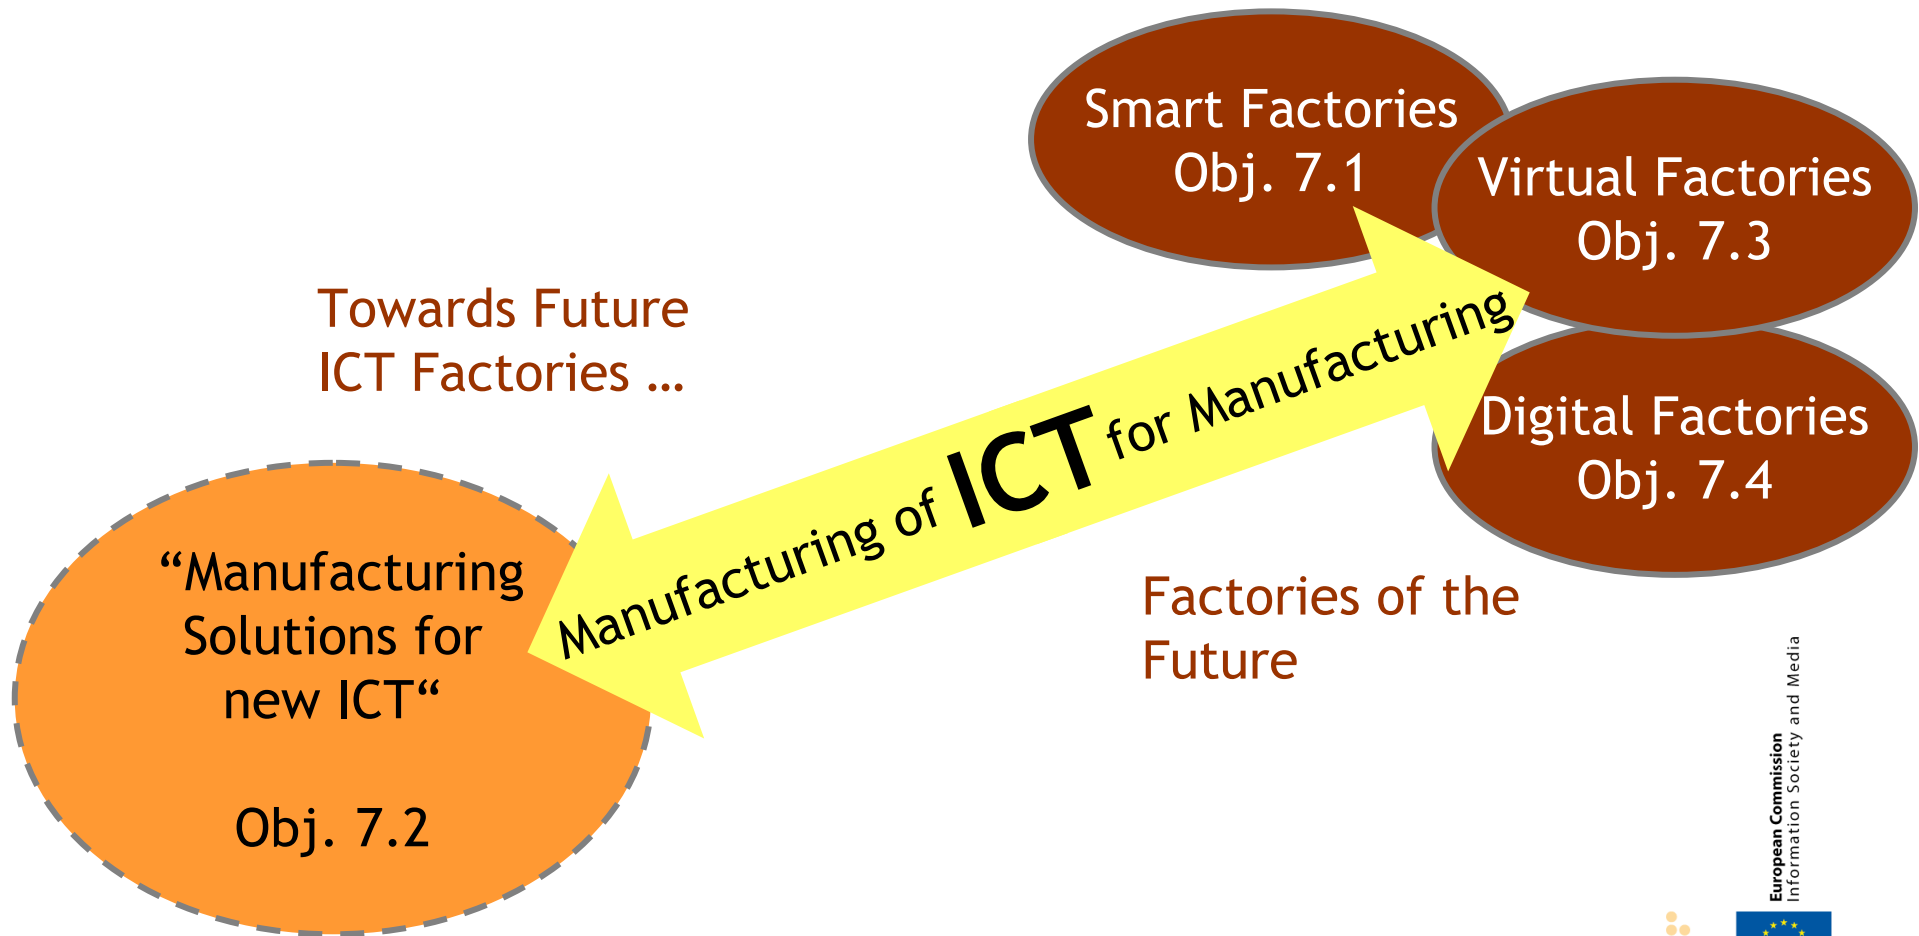 Smart Factories
Obj. 7.1
Virtual Factories
Obj. 7.3
Towards Future
ICT Factories …
Digital Factories
Obj. 7.4
Manufacturing of ICT for Manufacturing
“Manufacturing
Solutions for
new ICT“
Obj. 7.2
Factories of the
Future
European Commission
Information Society and Media